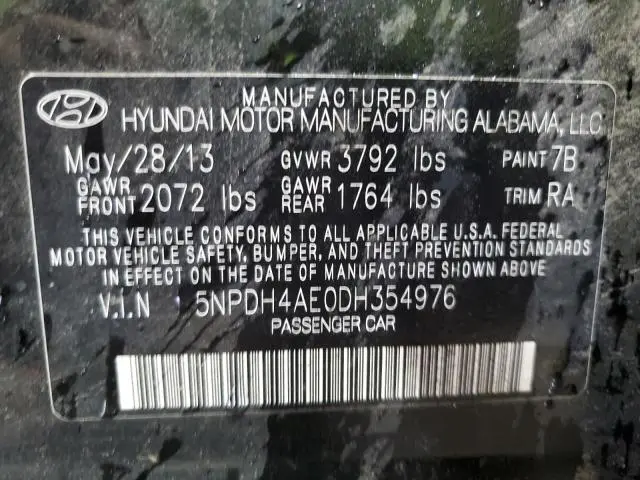 MANUFACTURED BY
HYUNDAI MOTOR MANUFACTURING ALABAMA, LLC
May/28/13 GVWR 3792 lbs PAINT 7B
GAWR FRONT 2072 lbs GAWR REAR 1764 lbs TRIM RA
THIS VEHICLE CONFORMS TO ALL APPLICABLE U.S.A. FEDERAL
MOTOR VEHICLE SAFETY, BUMPER, AND THEFT PREVENTION STANDARDS
IN EFFECT ON THE DATE OF MANUFACTURE SHOWN ABOVE
V.i.N 5NPDH4AE0DH354976
PASSENGER CAR